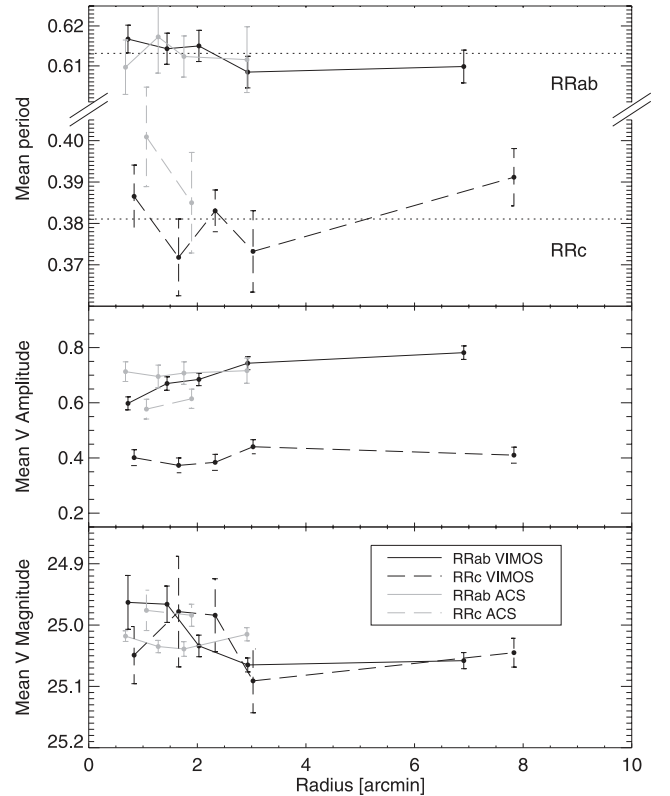 0.62
0.61
RRab
0.40
0.39
0.38
0.37
RRc
Mean period
0.8
0.6
0.4
0.2
Mean V Amplitude
24.9
25.0
25.1
25.2
Mean V Magnitude
RRab VIMOS
RRc VIMOS
RRab ACS
RRc ACS
0 2 4 6 8 10
Radius [arcmin]